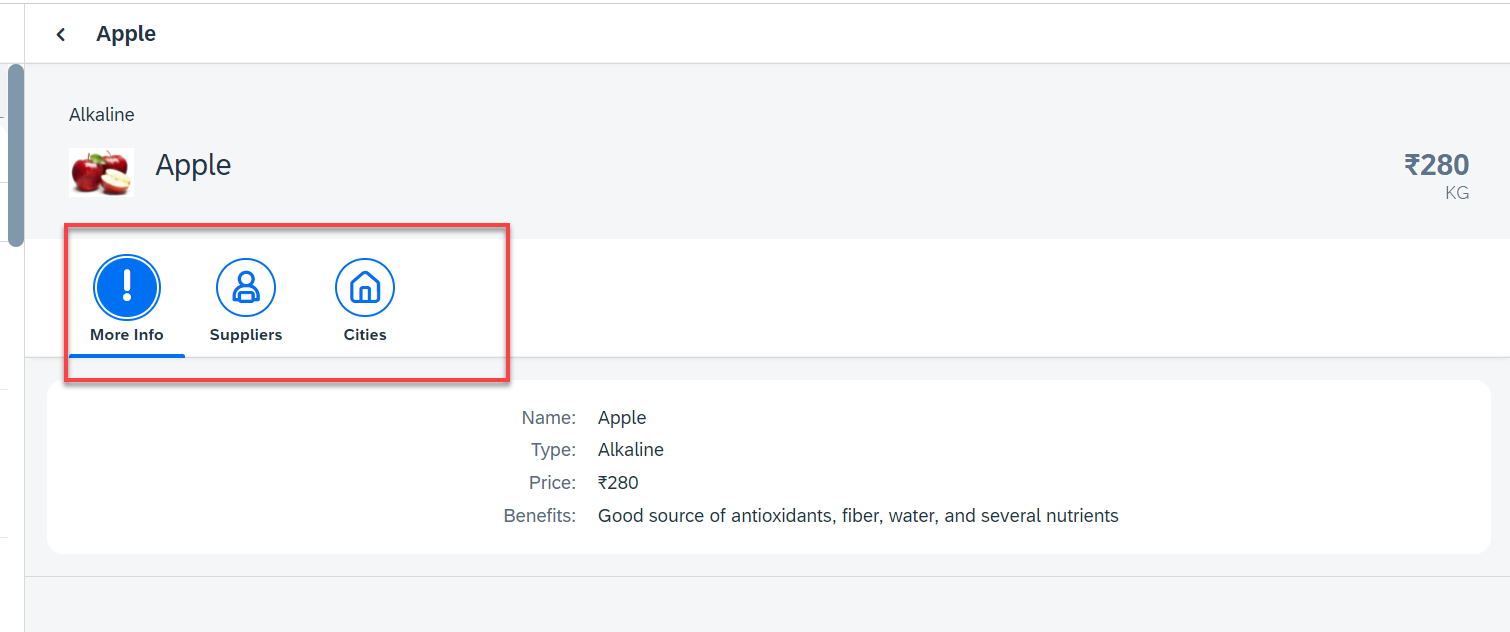 Apple
Alkaline
Apple
₹280
KG
More Info
Suppliers
Cities
Name: Apple
Type: Alkaline
Price: ₹280
Benefits: Good source of antioxidants, fiber, water, and several nutrients